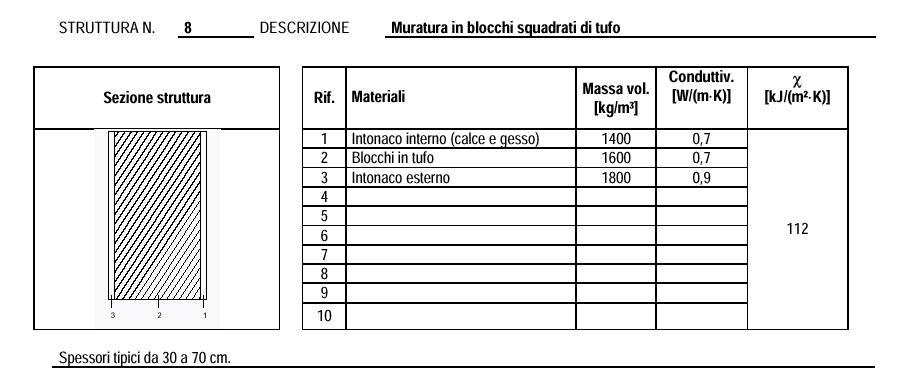 STRUTTURA N. 8 DESCRIZIONE Muratura in blocchi squadrati di tufo
Sezione struttura Rif. Materiali Massa vol. [kg/m³] Conduttiv. [W/(m·K)] χ [kJ/(m²·K)]
1 Intonaco interno (calce e gesso) 1400 0,7
2 Blocchi in tufo 1600 0,7
3 Intonaco esterno 1800 0,9
4
5
6
112
7
8
9
10
3 2 1
Spessori tipici da 30 a 70 cm.